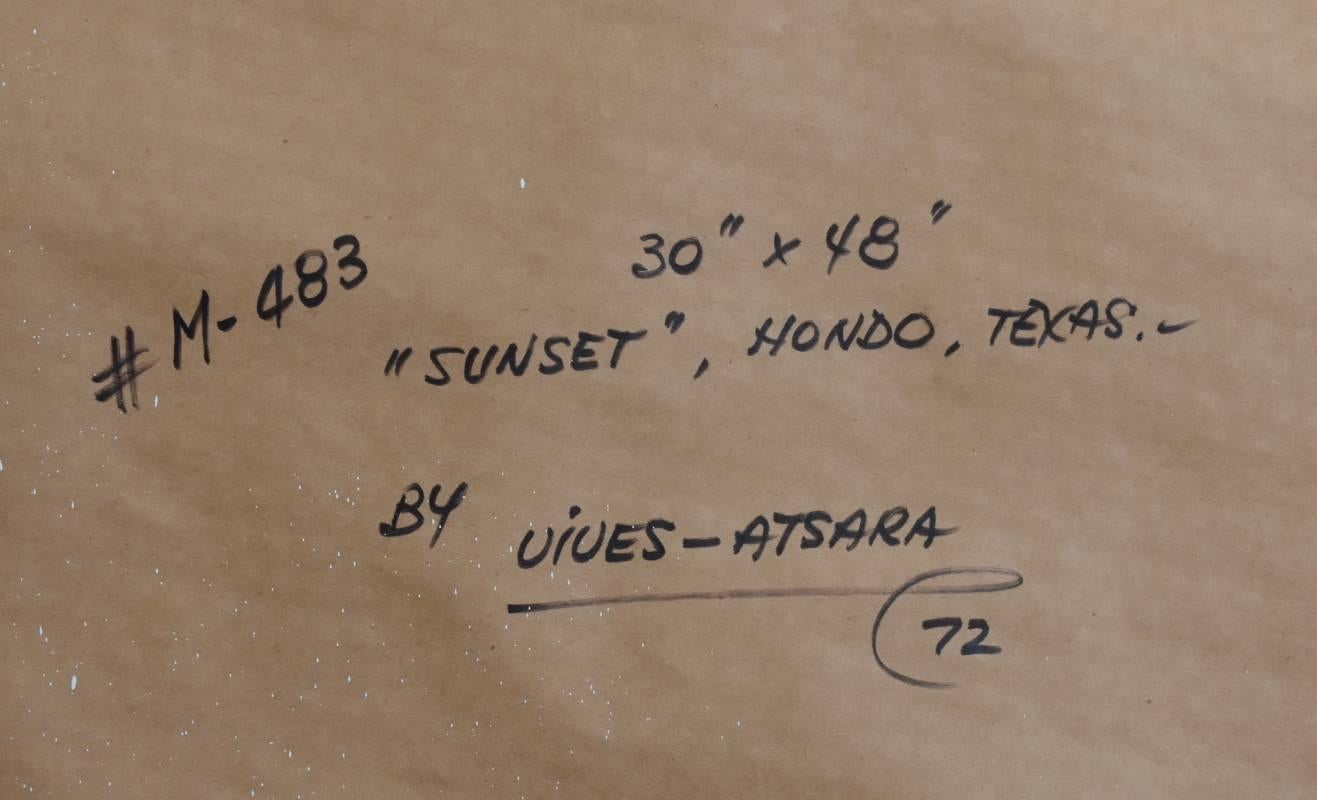 30" x 48"
# M-483
"SUNSET", HONDO, TEXAS.-
BY ViVES-ATSARA
72